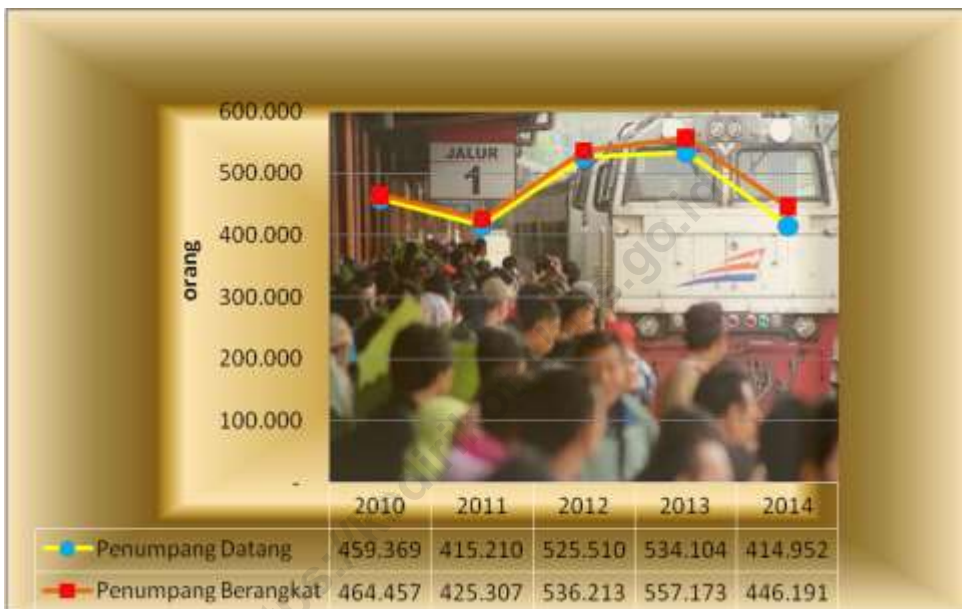 600.000
500.000
400.000
300.000
200.000
100.000
-
orang
JALUR
1
2010 2011 2012 2013 2014
Penumpang Datang 459.369 415.210 525.510 534.104 414.952
Penumpang Berangkat 464.457 425.307 536.213 557.173 446.191